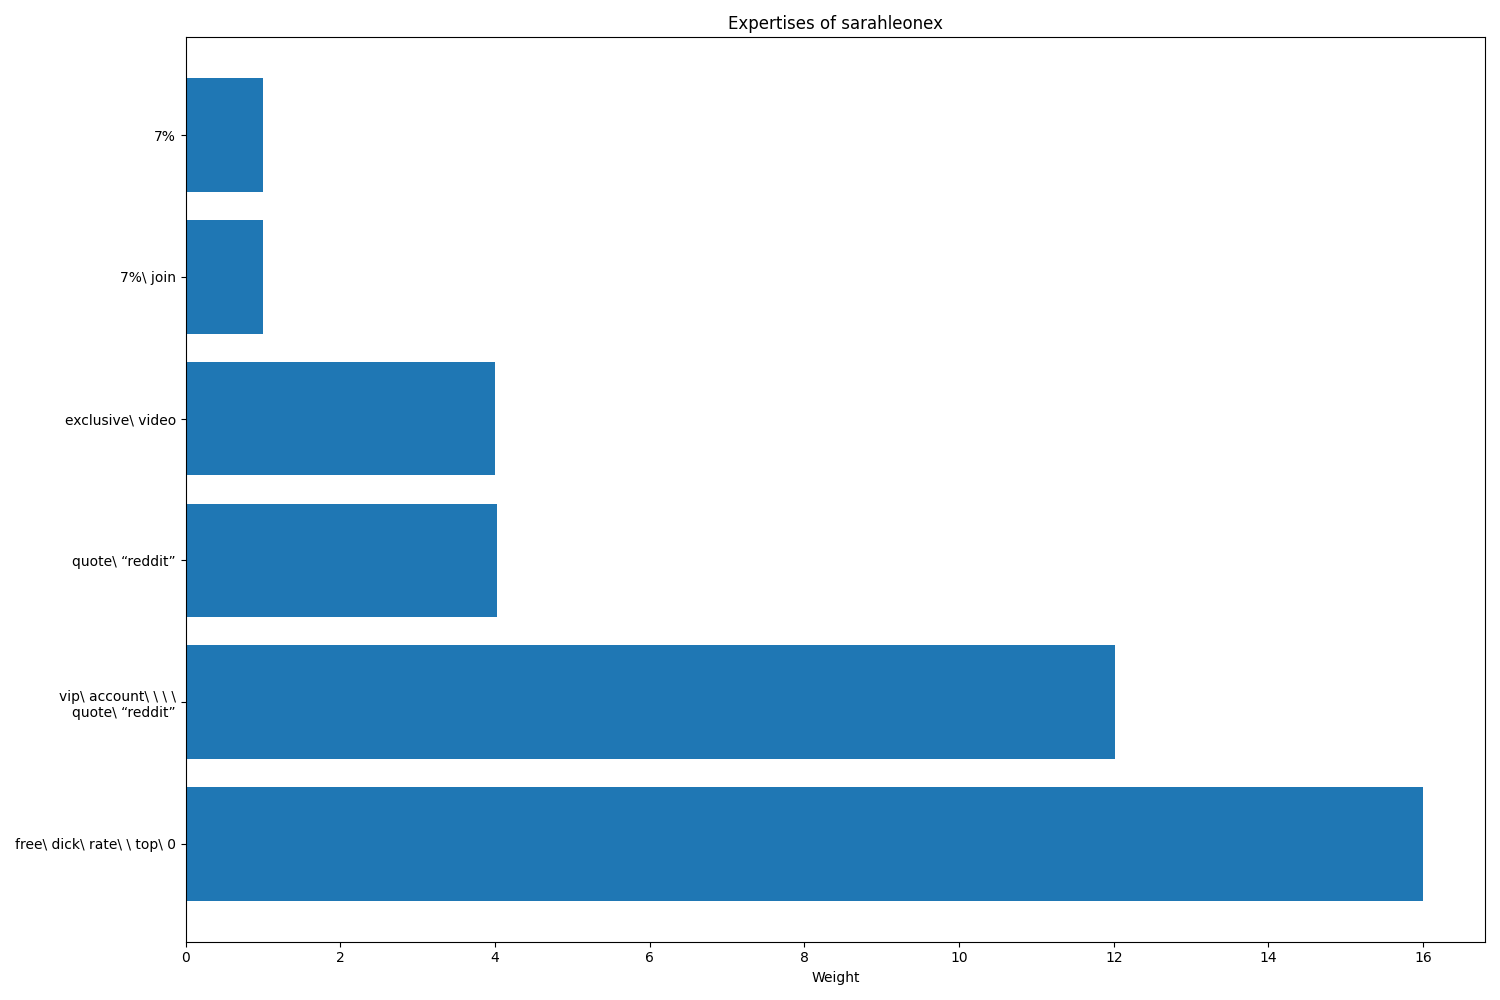 Expertises of sarahleonex
7%
7%\ join
exclusive\ video
quote\ “reddit”
vip\ account\ \ \ \
quote\ “reddit”
free\ dick\ rate\ \ top\ 0
0 2 4 6 8 10 12 14 16
Weight